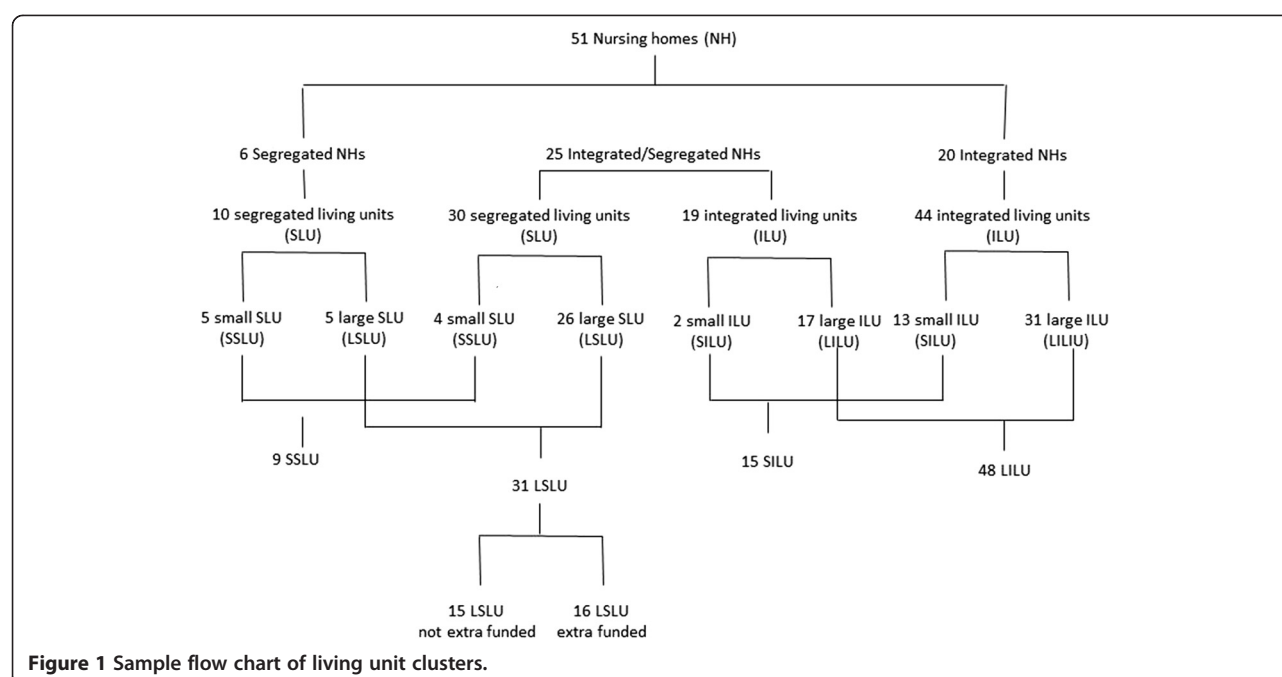 51 Nursing homes (NH)
6 Segregated NHs
25 Integrated/Segregated NHs
20 Integrated NHs
10 segregated living units
(SLU)
30 segregated living units
(SLU)
19 integrated living units
(ILU)
44 integrated living units
(ILU)
5 small SLU
(SSLU)
5 large SLU
(LSLU)
4 small SLU
(SSLU)
26 large SLU
(LSLU)
2 small ILU
(SILU)
17 large ILU
(LILU)
13 small ILU
(SILU)
31 large ILU
(LILIU)
9 SSLU
15 SILU
48 LILU
31 LSLU
15 LSLU
not extra funded
16 LSLU
extra funded
Figure 1 Sample flow chart of living unit clusters.